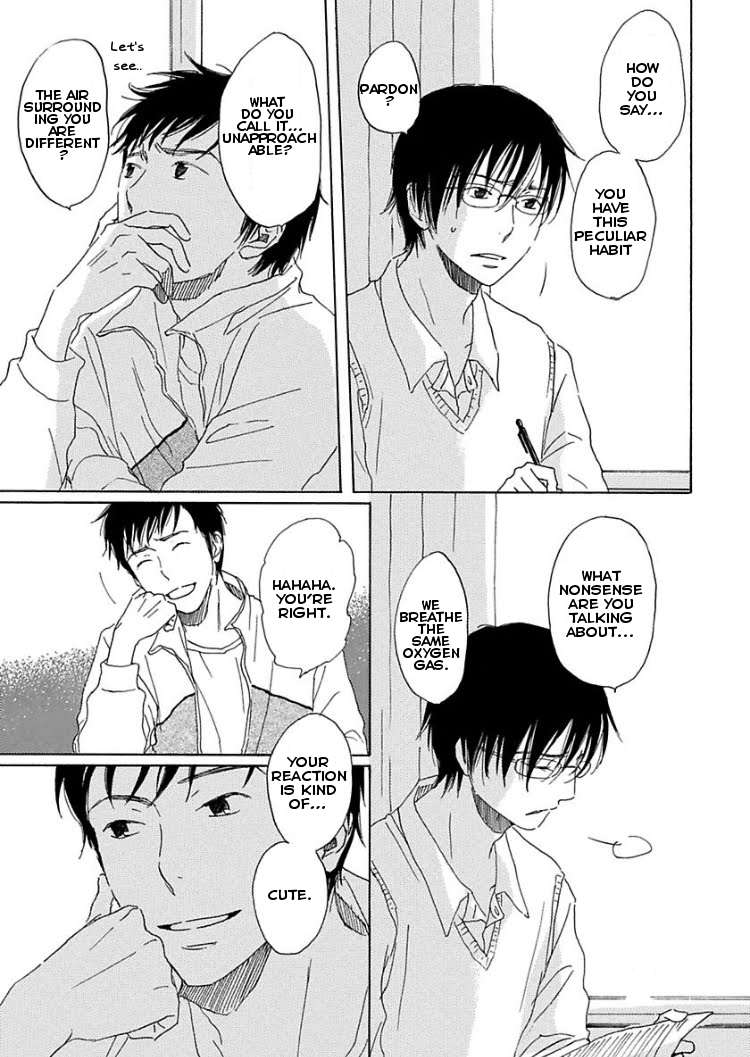 HOW
DO
YOU
SAY...
YOU
HAVE
THIS
PECULIAR
HABIT
PARDON
?
WHAT
DO YOU
CALL IT...
UNAPPROACH
ABLE?
Let's
see..
THE AIR
SURROUND
ING YOU
ARE
DIFFERENT
?
WHAT
NONSENSE
ARE YOU
TALKING
ABOUT...
WE
BREATHE
THE
SAME
OXYGEN
GAS.
HAHAHA.
YOU'RE
RIGHT.
YOUR
REACTION
IS KIND
OF...
CUTE.